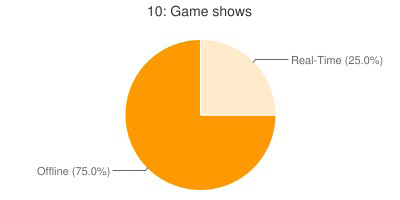 10: Game shows
Real-Time (25.0%)
Offline (75.0%)